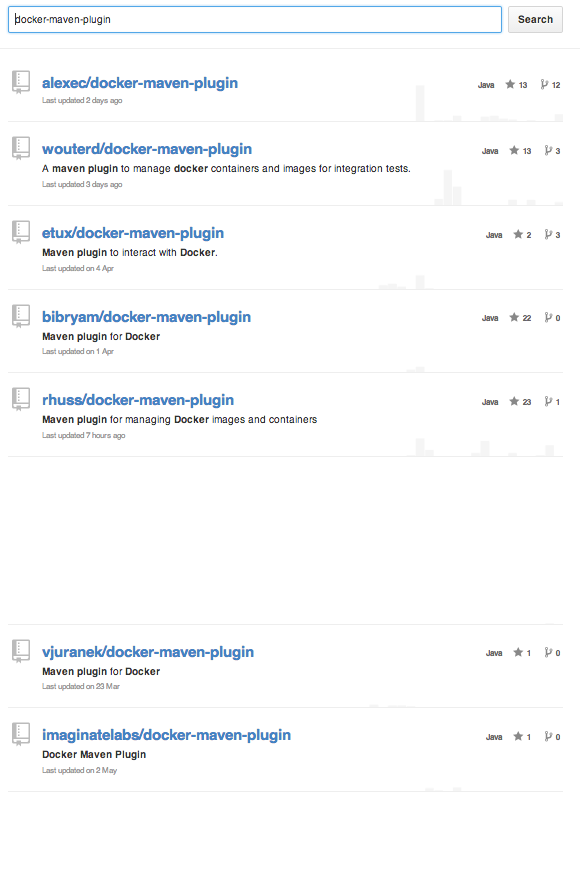 docker-maven-plugin
Search
alexec/docker-maven-plugin
Java 13 12
Last updated 2 days ago
wouterd/docker-maven-plugin
Java 13 3
A maven plugin to manage docker containers and images for integration tests.
Last updated 3 days ago
etux/docker-maven-plugin
Java 2 3
Maven plugin to interact with Docker.
Last updated on 4 Apr
bibryam/docker-maven-plugin
Java 22 0
Maven plugin for Docker
Last updated on 1 Apr
rhuss/docker-maven-plugin
Java 23 1
Maven plugin for managing Docker images and containers
Last updated 7 hours ago
vjuranek/docker-maven-plugin
Java 1 0
Maven plugin for Docker
Last updated on 23 Mar
imaginatelabs/docker-maven-plugin
Java 1 0
Docker Maven Plugin
Last updated on 2 May